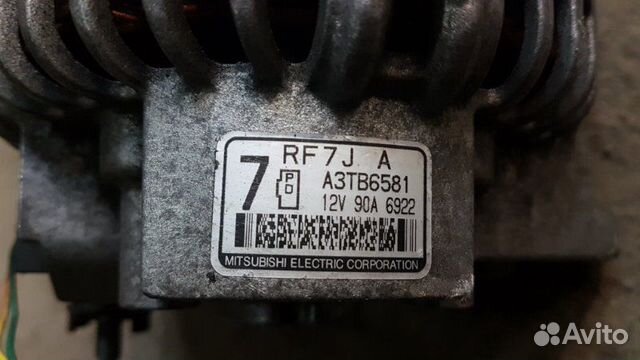 RF7J A
7 P D A3TB6581
12V 90A 6922
MITSUBISHI ELECTRIC CORPORATION
Avito